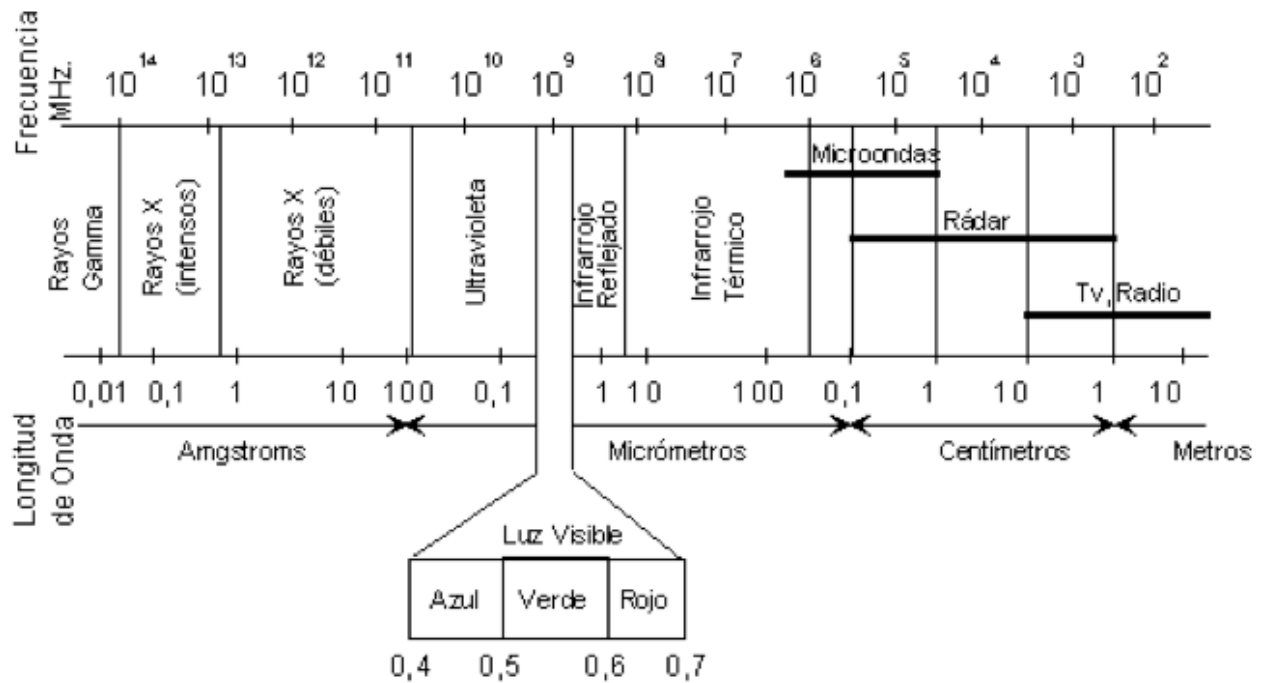 Frecuencia
MHz.
10^14 10^13 10^12 10^11 10^10 10^9 10^8 10^7 10^6 10^5 10^4 10^3 10^2
Rayos
Gamma
Rayos X
(intensos)
Rayos X
(débiles)
Ultravioleta
Infrarrojo
Reflejado
Infrarrojo
Térmico
Microondas
Rádar
Tv, Radio
0,01 0,1 1 10 100 0,1 1 10 100 0,1 1 10 1 10
Longitud
de Onda
Amgstroms Micrómetros Centímetros Metros
Luz Visible
Azul Verde Rojo
0,4 0,5 0,6 0,7